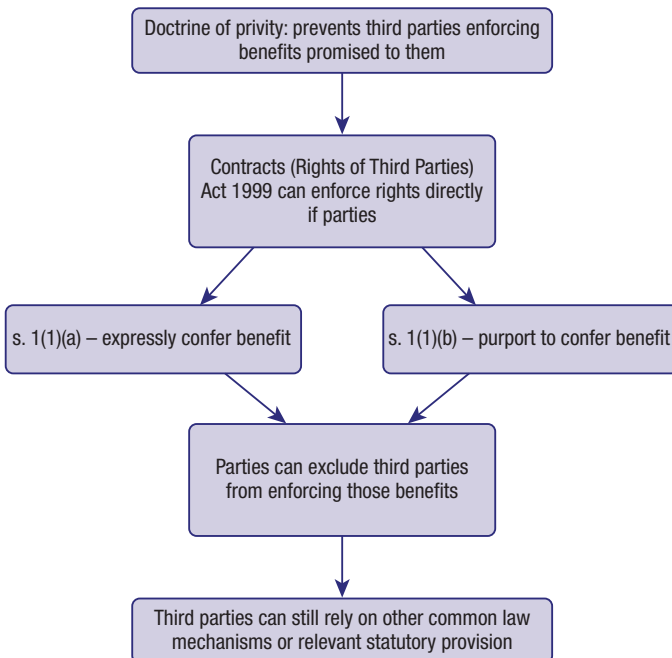 Doctrine of privity: prevents third parties enforcing
benefits promised to them
Contracts (Rights of Third Parties)
Act 1999 can enforce rights directly
if parties
s. 1(1)(a) – expressly confer benefit
s. 1(1)(b) – purport to confer benefit
Parties can exclude third parties
from enforcing those benefits
Third parties can still rely on other common law
mechanisms or relevant statutory provision